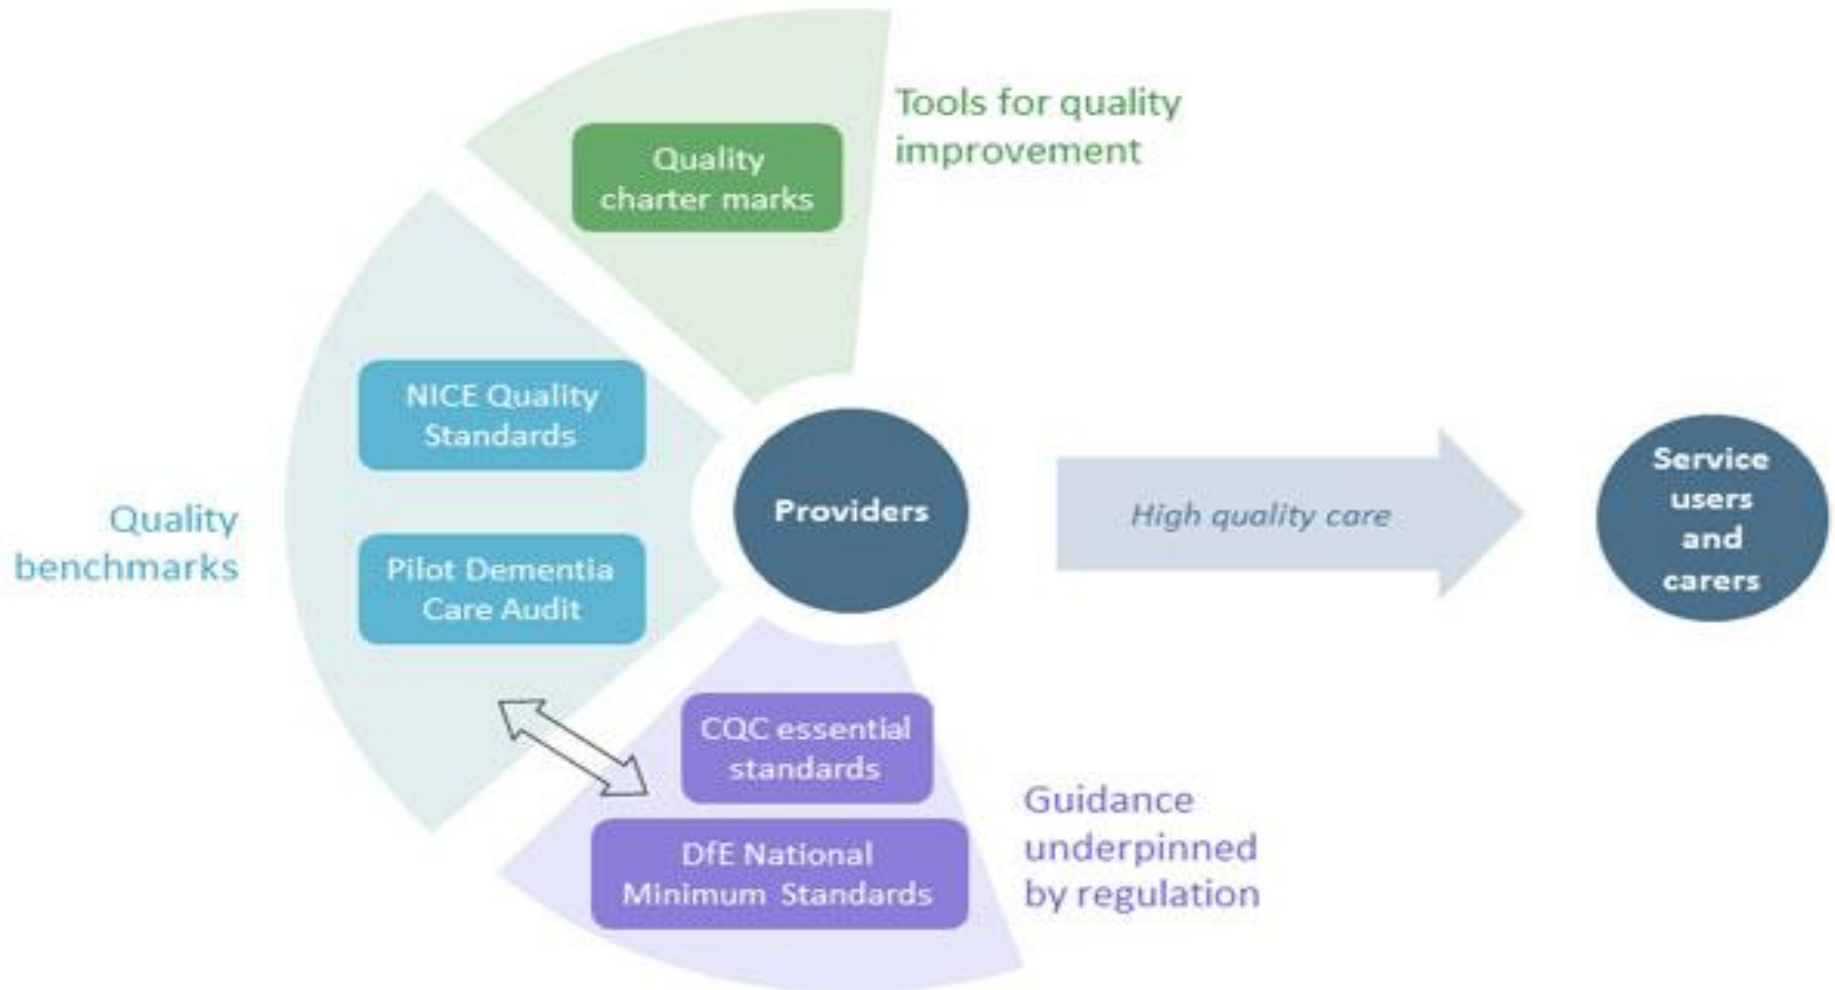 Tools for quality
improvement
Quality
charter marks
NICE Quality
Standards
Quality
benchmarks
Pilot Dementia
Care Audit
Providers
High quality care
Service
users
and
carers
CQC essential
standards
DfE National
Minimum Standards
Guidance
underpinned
by regulation